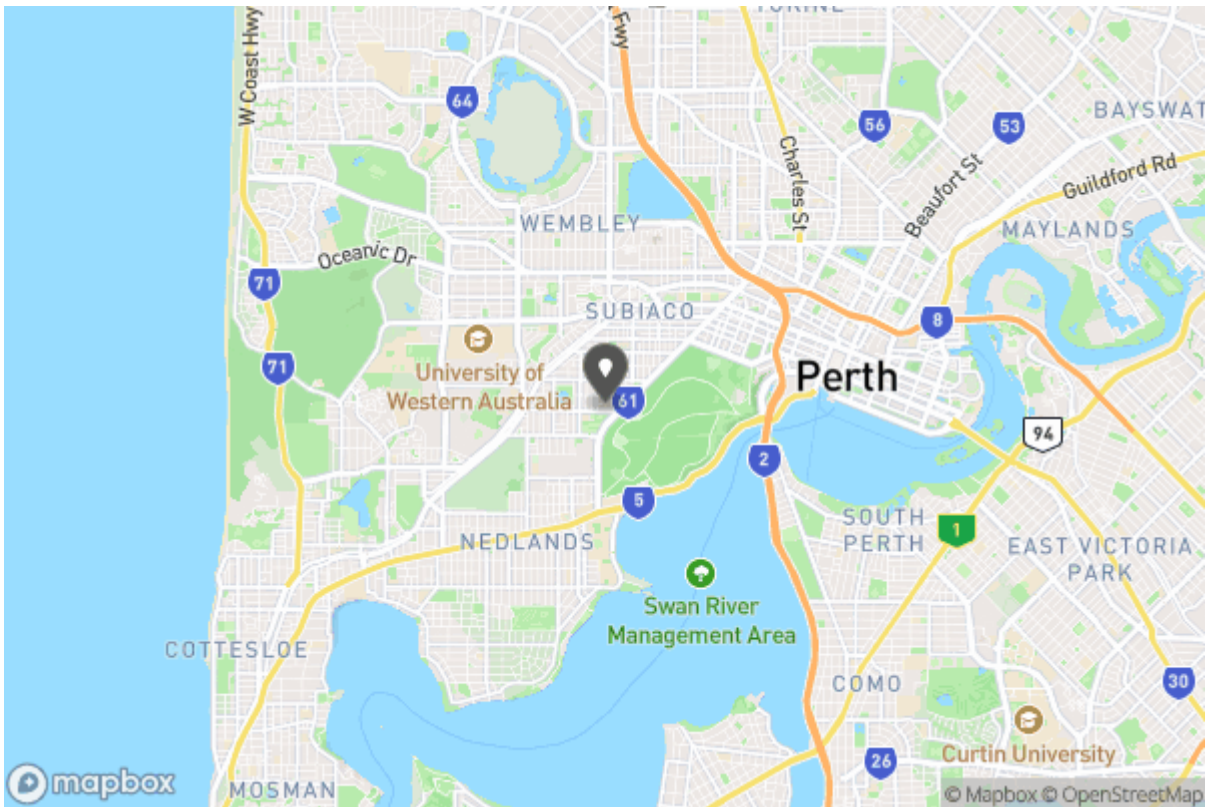 W Coast Hwy
Fwy
64
56
53
BAYSWAT
Charles St
Beaufort St
Guildford Rd
WEMBLEY
MAYLANDS
Oceanic Dr
71
SUBIACO
8
71
University of
Western Australia
Perth
61
94
2
5
SOUTH
PERTH
1
NEDLANDS
EAST VICTORIA
PARK
Swan River
Management Area
COTTESLOE
COMO
30
Curtin University
26
mapbox
MOSMAN
© Mapbox © OpenStreetMap